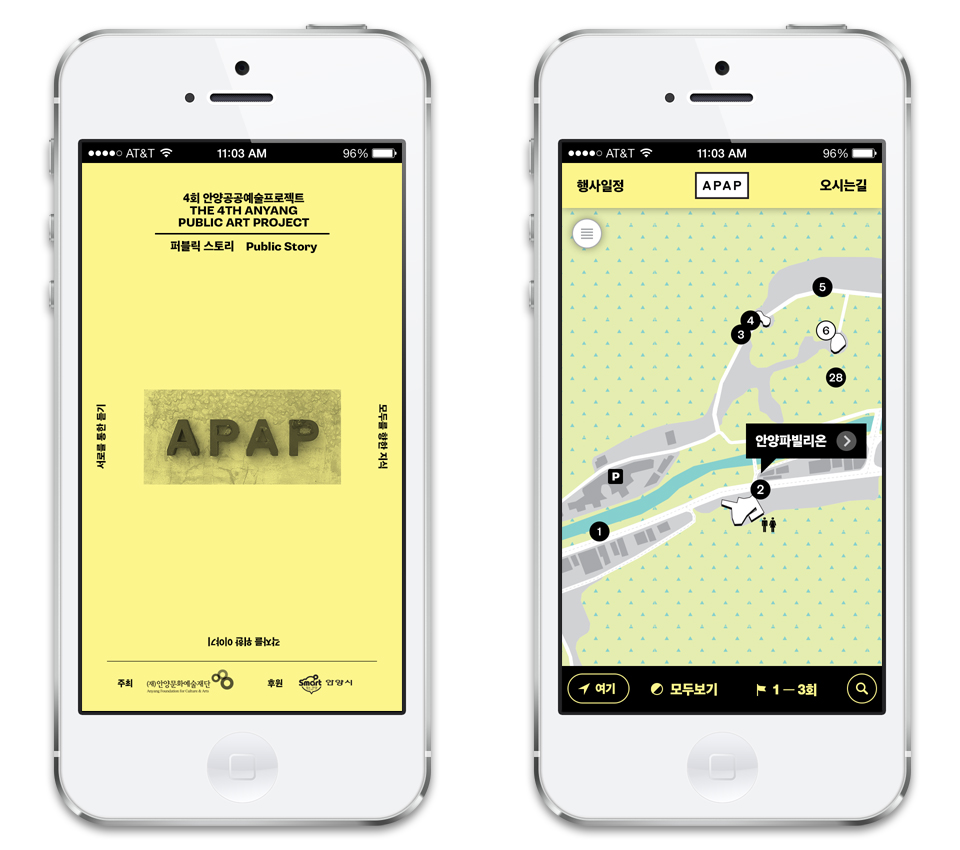 ●●●●○ AT&T 11:03 AM 96%
4회 안양공공예술프로젝트
THE 4TH ANYANG
PUBLIC ART PROJECT
퍼블릭 스토리 Public Story
서로를 통한 듣기
APAP
모두를 향한 지식
각자를 위한 이야기
주최 (재)안양문화예술재단
Anyang Foundation for Culture & Arts
후원 Smart 안양시
●●●●○ AT&T 11:03 AM 96%
행사일정 APAP 오시는길
5
4
3
6
28
안양파빌리온
P
2
1
여기 모두보기 1 — 3회